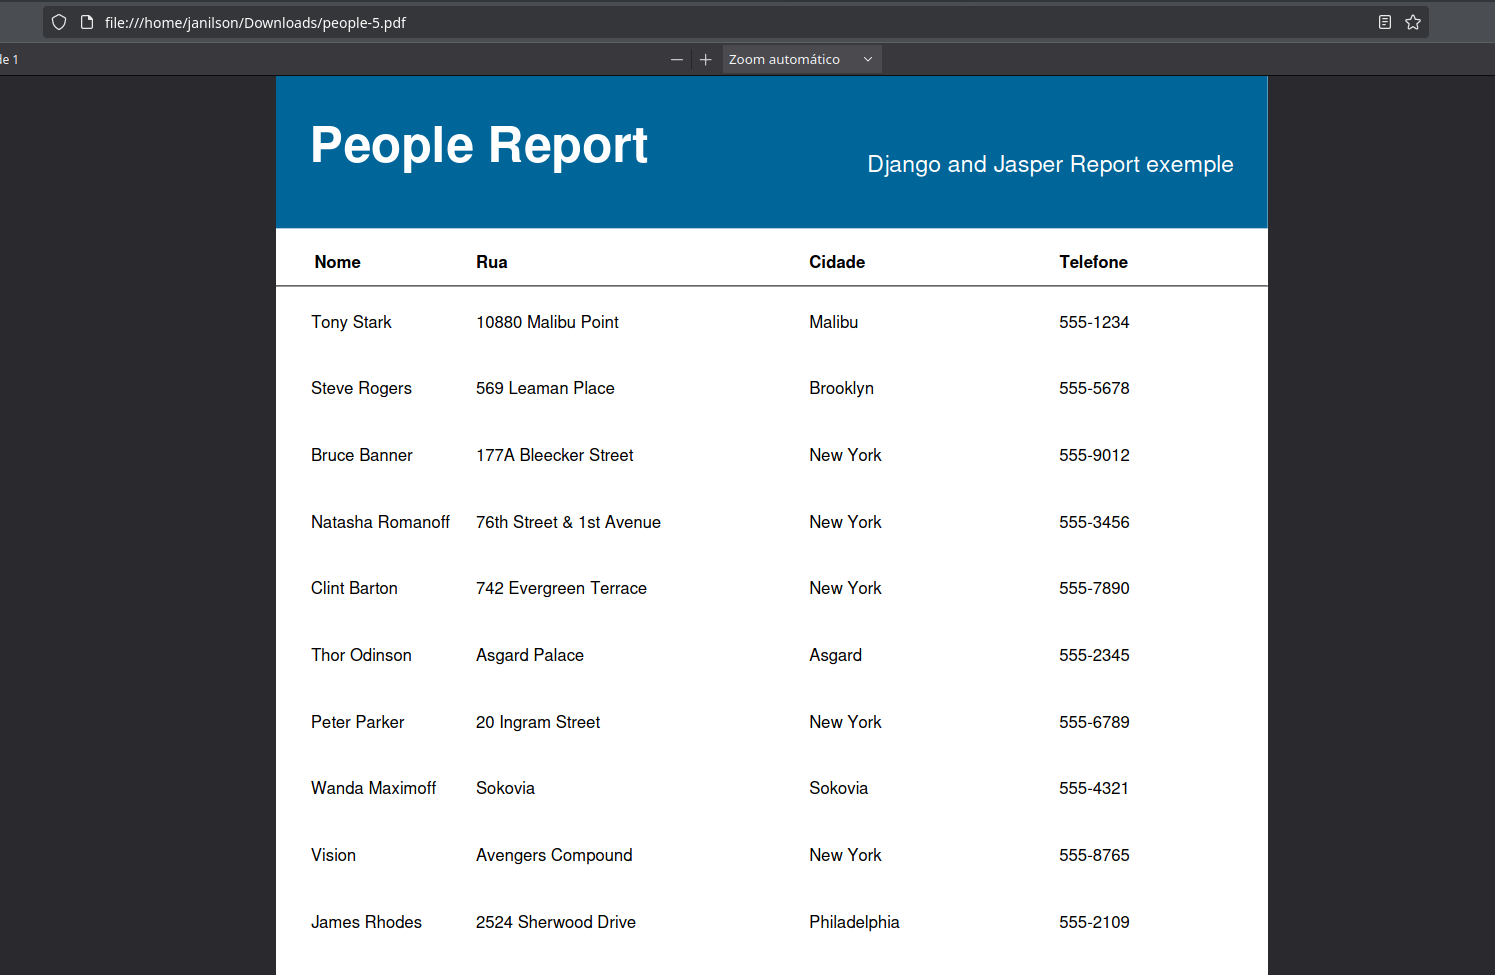 file:///home/janilson/Downloads/people-5.pdf
de 1
Zoom automático
People Report
Django and Jasper Report exemple
Nome Rua Cidade Telefone
Tony Stark 10880 Malibu Point Malibu 555-1234
Steve Rogers 569 Leaman Place Brooklyn 555-5678
Bruce Banner 177A Bleecker Street New York 555-9012
Natasha Romanoff 76th Street & 1st Avenue New York 555-3456
Clint Barton 742 Evergreen Terrace New York 555-7890
Thor Odinson Asgard Palace Asgard 555-2345
Peter Parker 20 Ingram Street New York 555-6789
Wanda Maximoff Sokovia Sokovia 555-4321
Vision Avengers Compound New York 555-8765
James Rhodes 2524 Sherwood Drive Philadelphia 555-2109